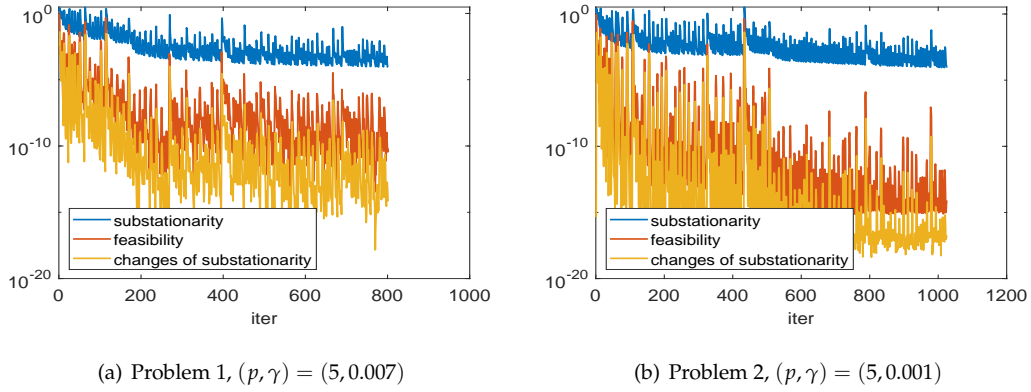 10^0
10^-10
10^-20
substationarity
feasibility
changes of substationarity
0 200 400 600 800 1000
iter
(a) Problem 1, (p, γ) = (5, 0.007)
10^0
10^-10
10^-20
substationarity
feasibility
changes of substationarity
0 200 400 600 800 1000 1200
iter
(b) Problem 2, (p, γ) = (5, 0.001)